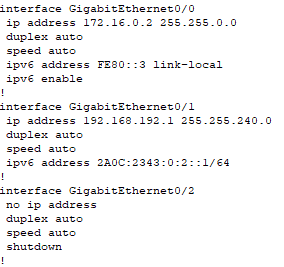 interface GigabitEthernet0/0
 ip address 172.16.0.2 255.255.0.0
 duplex auto
 speed auto
 ipv6 address FE80::3 link-local
 ipv6 enable
!
interface GigabitEthernet0/1
 ip address 192.168.192.1 255.255.240.0
 duplex auto
 speed auto
 ipv6 address 2A0C:2343:0:2::1/64
!
interface GigabitEthernet0/2
 no ip address
 duplex auto
 speed auto
 shutdown
!